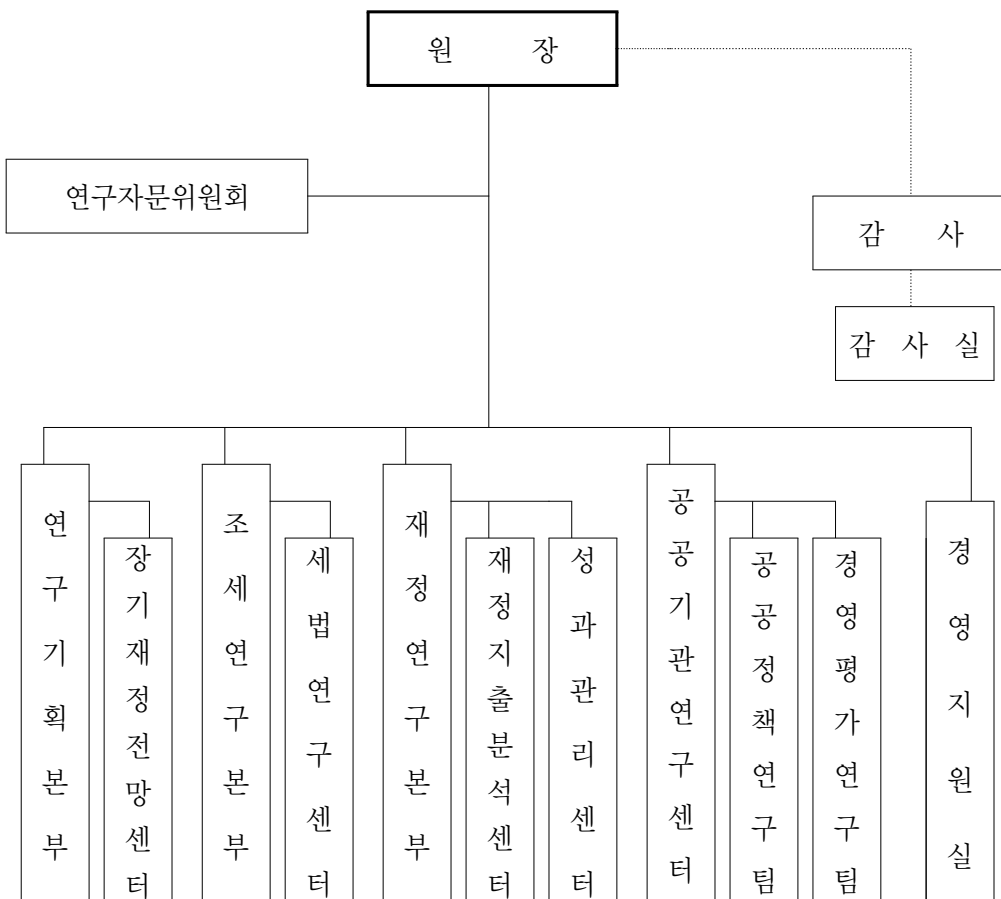 원 장
연구자문위원회
감 사
감 사 실
연구기획본부
장기재정전망센터
조세연구본부
세법연구센터
재정연구본부
재정지출분석센터
성과관리센터
공공기관연구센터
공공정책연구팀
경영평가연구팀
경영지원실